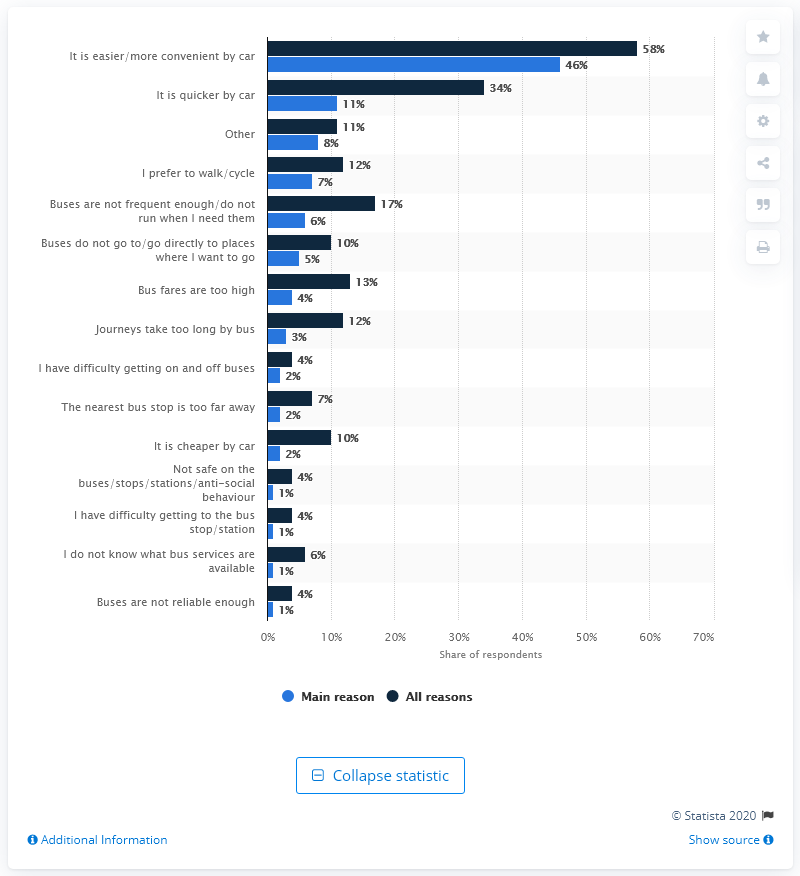 It is easier/more convenient by car
58%
46%
It is quicker by car
34%
11%
Other
11%
8%
I prefer to walk/cycle
12%
7%
Buses are not frequent enough/do not
run when I need them
17%
6%
Buses do not go to/go directly to places
where I want to go
10%
5%
Bus fares are too high
13%
4%
Journeys take too long by bus
12%
3%
I have difficulty getting on and off buses
4%
2%
The nearest bus stop is too far away
7%
2%
It is cheaper by car
10%
2%
Not safe on the
buses/stops/stations/anti-social
behaviour
4%
1%
I have difficulty getting to the bus
stop/station
4%
1%
I do not know what bus services are
available
6%
1%
Buses are not reliable enough
4%
1%
0% 10% 20% 30% 40% 50% 60% 70%
Share of respondents
Main reason All reasons
Collapse statistic
© Statista 2020
Additional Information Show source